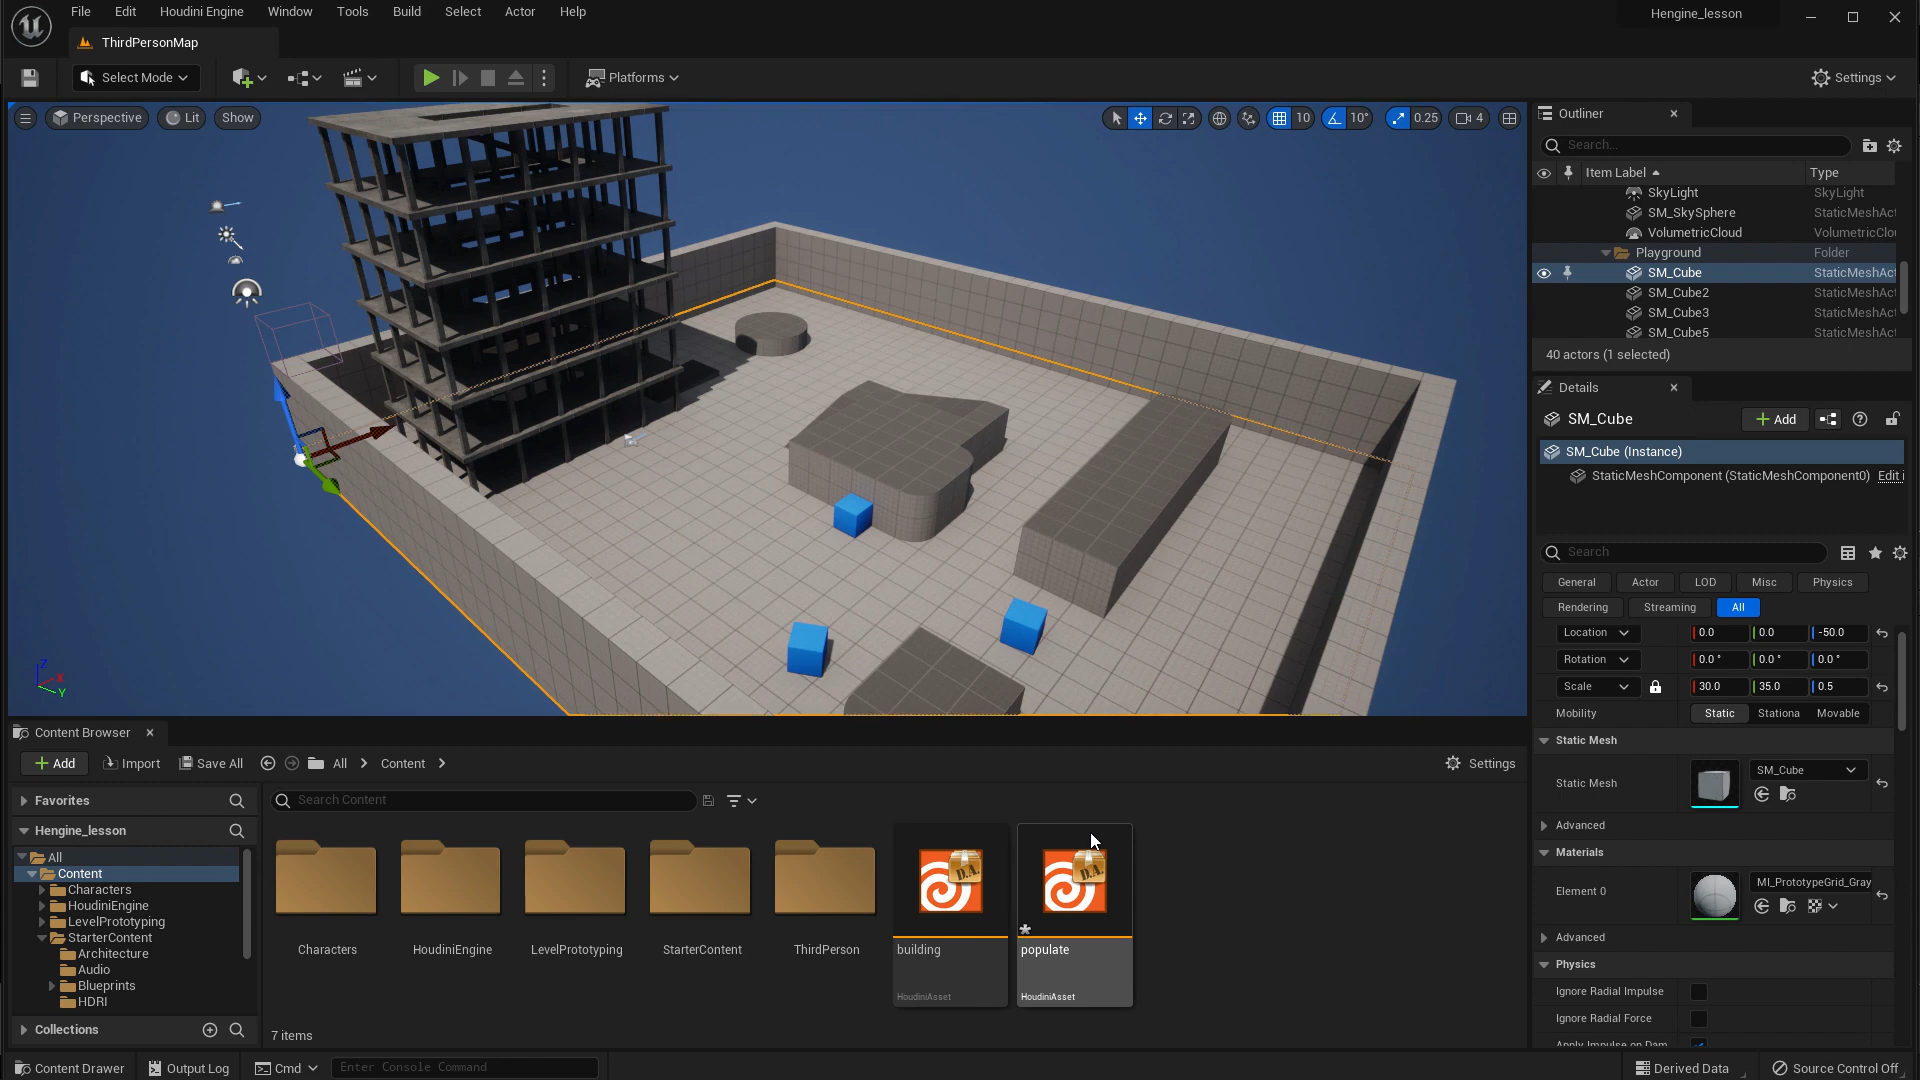 File Edit Houdini Engine Window Tools Build Select Actor Help
Hengine_lesson
ThirdPersonMap
Select Mode
Platforms
Settings
Perspective Lit Show
10 10° 0.25 4
Outliner
Search...
Item Label Type
SkyLight SkyLight
SM_SkySphere StaticMeshAct
VolumetricCloud VolumetricClou
Playground Folder
SM_Cube StaticMeshAct
SM_Cube2 StaticMeshAct
SM_Cube3 StaticMeshAct
SM_Cube5 StaticMeshAct
40 actors (1 selected)
Details
SM_Cube
Add
SM_Cube (Instance)
StaticMeshComponent (StaticMeshComponent0) Edit i
Search
General Actor LOD Misc Physics
Rendering Streaming All
Location 0.0 0.0 -50.0
Rotation 0.0 ° 0.0 ° 0.0 °
Scale 30.0 35.0 0.5
Mobility Static Stationa Movable
Static Mesh
Static Mesh SM_Cube
Advanced
Materials
Element 0 MI_PrototypeGrid_Gray
Advanced
Physics
Ignore Radial Impulse
Ignore Radial Force
Apply Impulse on Dam
Z
X
Y
Content Browser
Add Import Save All All Content
Settings
Favorites
Search Content
Hengine_lesson
All
Content
Characters
HoudiniEngine
LevelPrototyping
StarterContent
Architecture
Audio
Blueprints
HDRI
Collections
D.A. D.A.
Characters HoudiniEngine LevelPrototyping StarterContent ThirdPerson building populate
HoudiniAsset HoudiniAsset
7 items
Content Drawer Output Log Cmd Enter Console Command
Derived Data Source Control Off